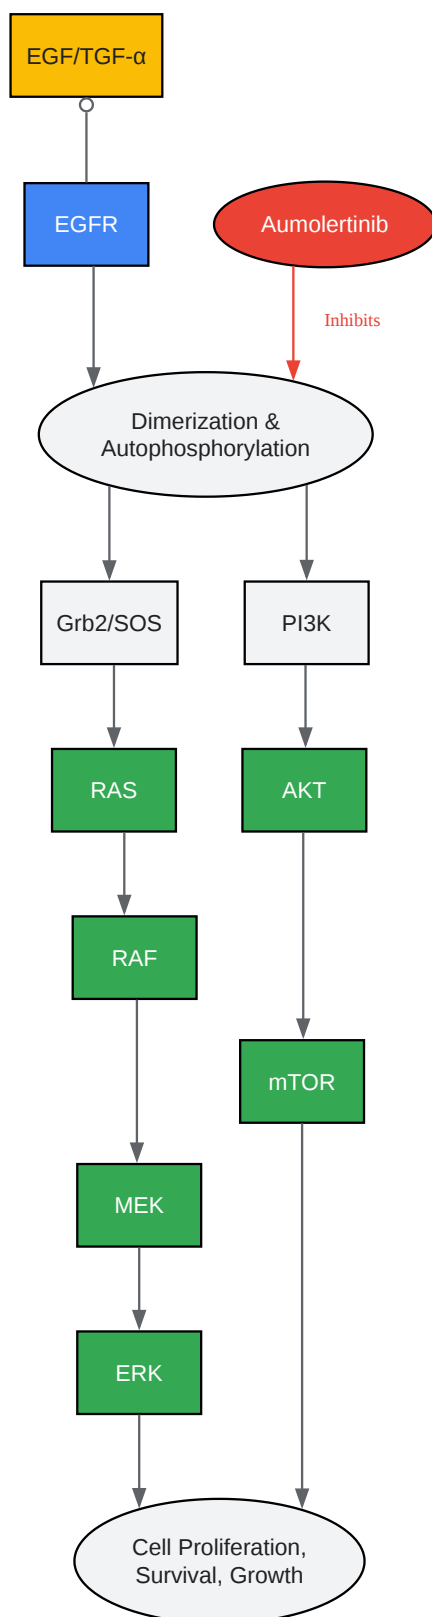 EGF/TGF-α
EGFR
Aumolertinib
Inhibits
Dimerization &
Autophosphorylation
Grb2/SOS
PI3K
RAS
AKT
RAF
mTOR
MEK
ERK
Cell Proliferation,
Survival, Growth